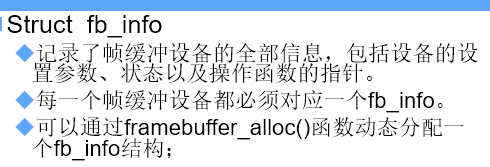 Struct  fb_info
记录了帧缓冲设备的全部信息，包括设备的设
置参数、状态以及操作函数的指针。
每一个帧缓冲设备都必须对应一个fb_info。
可以通过framebuffer_alloc()函数动态分配一
个fb_info结构；